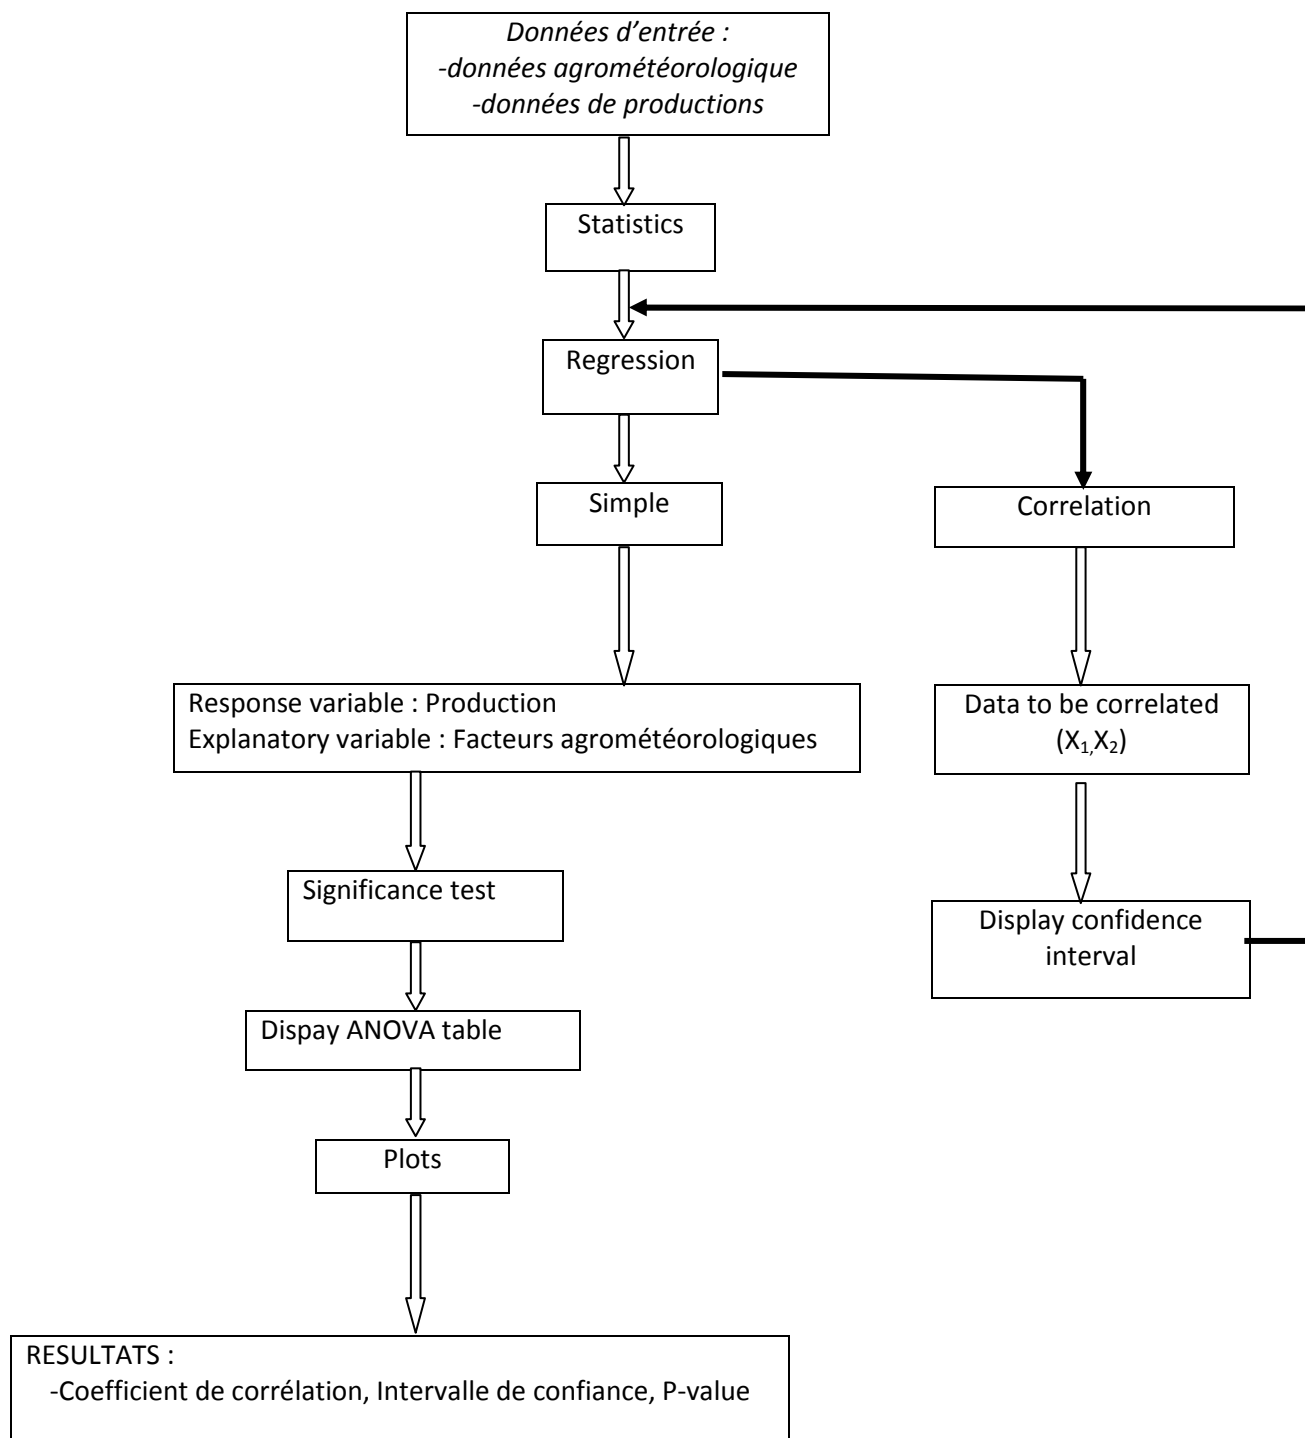 Données d’entrée :
-données agrométéorologique
-données de productions
Statistics
Regression
Simple
Correlation
Response variable : Production
Explanatory variable : Facteurs agrométéorologiques
Data to be correlated
(X₁,X₂)
Significance test
Display confidence
interval
Dispay ANOVA table
Plots
RESULTATS :
-Coefficient de corrélation, Intervalle de confiance, P-value